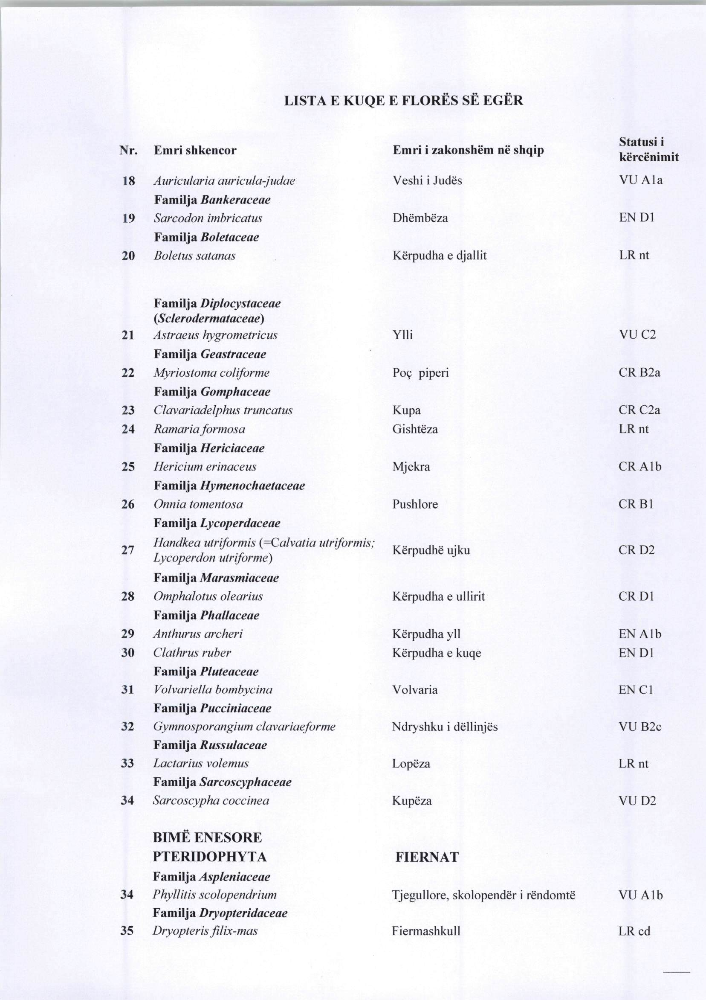 LISTA E KUQE E FLORËS SË EGËR
Nr. Emri shkencor Emri i zakonshëm në shqip Statusi i kërcënimit
18 Auricularia auricula-judae Veshi i Judës VU A1a
Familja Bankeraceae
19 Sarcodon imbricatus Dhëmbëza EN D1
Familja Boletaceae
20 Boletus satanas Kërpudha e djallit LR nt
Familja Diplocystaceae
(Sclerodermataceae)
21 Astraeus hygrometricus Ylli VU C2
Familja Geastraceae
22 Myriostoma coliforme Poç piperi CR B2a
Familja Gomphaceae
23 Clavariadelphus truncatus Kupa CR C2a
24 Ramaria formosa Gishtëza LR nt
Familja Hericiaceae
25 Hericium erinaceus Mjekra CR A1b
Familja Hymenochaetaceae
26 Onnia tomentosa Pushlore CR B1
Familja Lycoperdaceae
27 Handkea utriformis (=Calvatia utriformis;
Lycoperdon utriforme) Kërpudhë ujku CR D2
Familja Marasmiaceae
28 Omphalotus olearius Kërpudha e ullirit CR D1
Familja Phallaceae
29 Anthurus archeri Kërpudha yll EN A1b
30 Clathrus ruber Kërpudha e kuqe EN D1
Familja Pluteaceae
31 Volvariella bombycina Volvaria EN C1
Familja Pucciniaceae
32 Gymnosporangium clavariaeforme Ndryshku i dëllinjës VU B2c
Familja Russulaceae
33 Lactarius volemus Lopëza LR nt
Familja Sarcoscyphaceae
34 Sarcoscypha coccinea Kupëza VU D2
BIMË ENESORE
PTERIDOPHYTA FIERNAT
Familja Aspleniaceae
34 Phyllitis scolopendrium Tjegullore, skolopendër i rëndomtë VU A1b
Familja Dryopteridaceae
35 Dryopteris filix-mas Fiermashkull LR cd